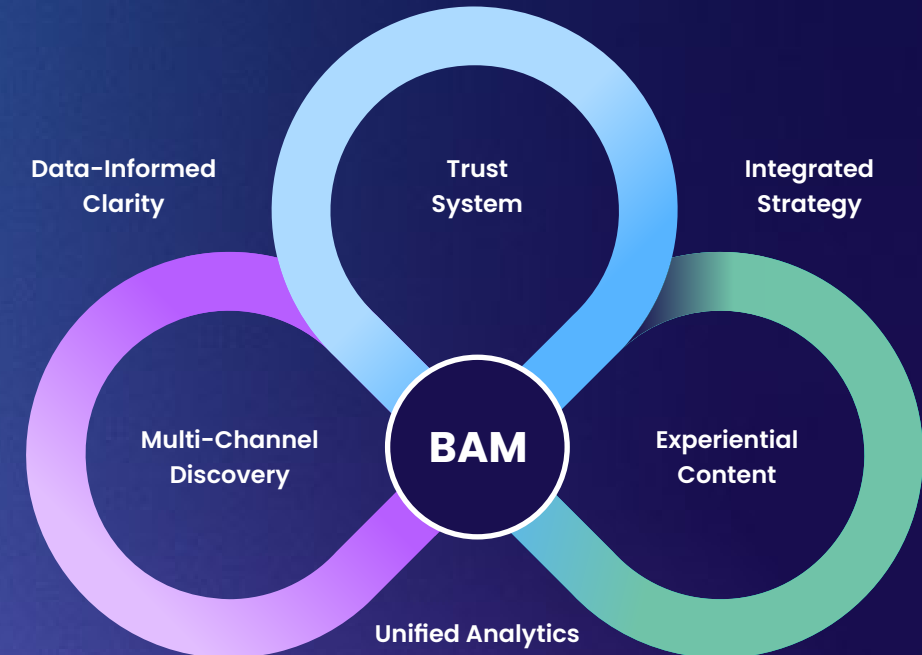 Data-Informed
Clarity
Trust
System
Integrated
Strategy
Multi-Channel
Discovery
BAM
Experiential
Content
Unified Analytics